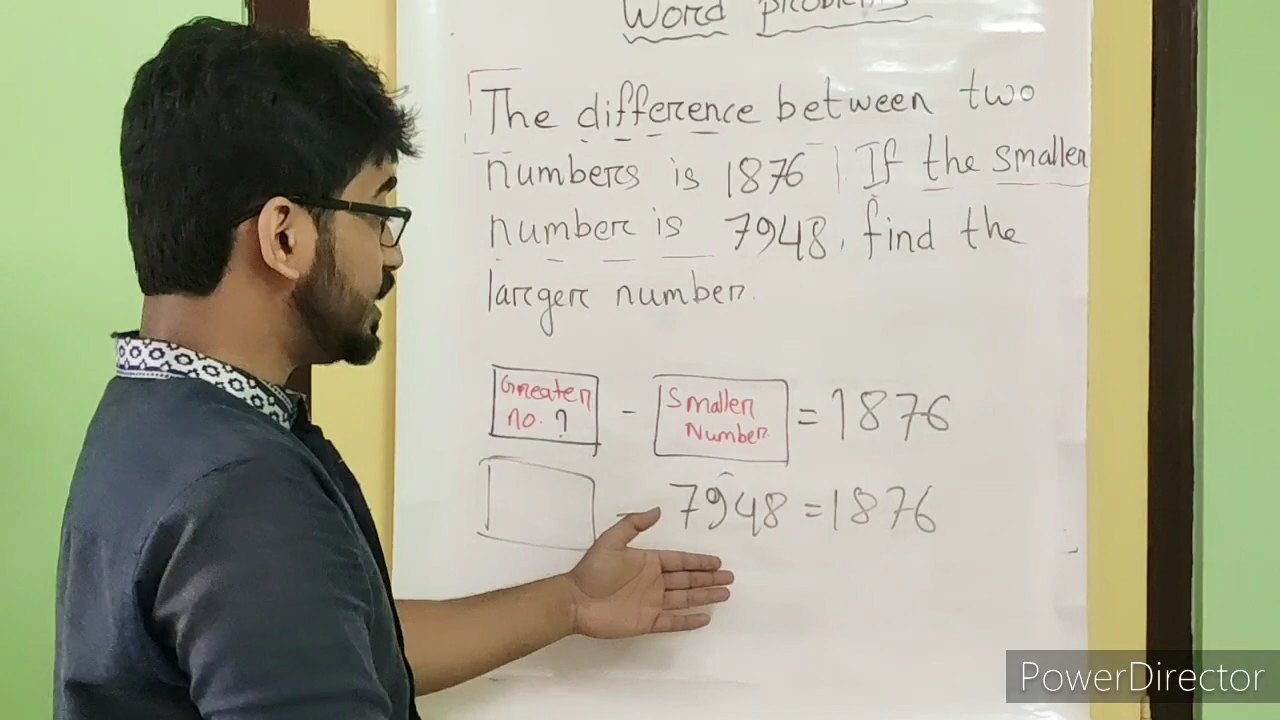 Word problems
The difference between two
numbers is 1876 | If the smaller
number is 7948, find the
larger number.
Greater no. ? - Smaller Number = 1876
- 7948 = 1876
PowerDirector